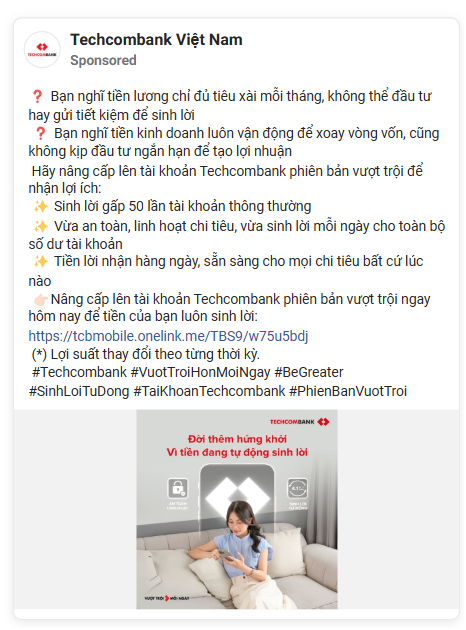 TECHCOMBANK
Techcombank Việt Nam
Sponsored
❓ Bạn nghĩ tiền lương chỉ đủ tiêu xài mỗi tháng, không thể đầu tư
hay gửi tiết kiệm để sinh lời
❓ Bạn nghĩ tiền kinh doanh luôn vận động để xoay vòng vốn, cũng
không kịp đầu tư ngắn hạn để tạo lợi nhuận
Hãy nâng cấp lên tài khoản Techcombank phiên bản vượt trội để
nhận lợi ích:
✨ Sinh lời gấp 50 lần tài khoản thông thường
✨ Vừa an toàn, linh hoạt chi tiêu, vừa sinh lời mỗi ngày cho toàn bộ
số dư tài khoản
✨ Tiền lời nhận hàng ngày, sẵn sàng cho mọi chi tiêu bất cứ lúc
nào
👉🏻Nâng cấp lên tài khoản Techcombank phiên bản vượt trội ngay
hôm nay để tiền của bạn luôn sinh lời:
https://tcbmobile.onelink.me/TBS9/w75u5bdj
(*) Lợi suất thay đổi theo từng thời kỳ.
#Techcombank #VuotTroiHonMoiNgay #BeGreater
#SinhLoiTuDong #TaiKhoanTechcombank #PhienBanVuotTroi
TECHCOMBANK
Đời thêm hứng khởi
Vì tiền đang tự động sinh lời
VƯỢT TRỘI MỖI NGÀY